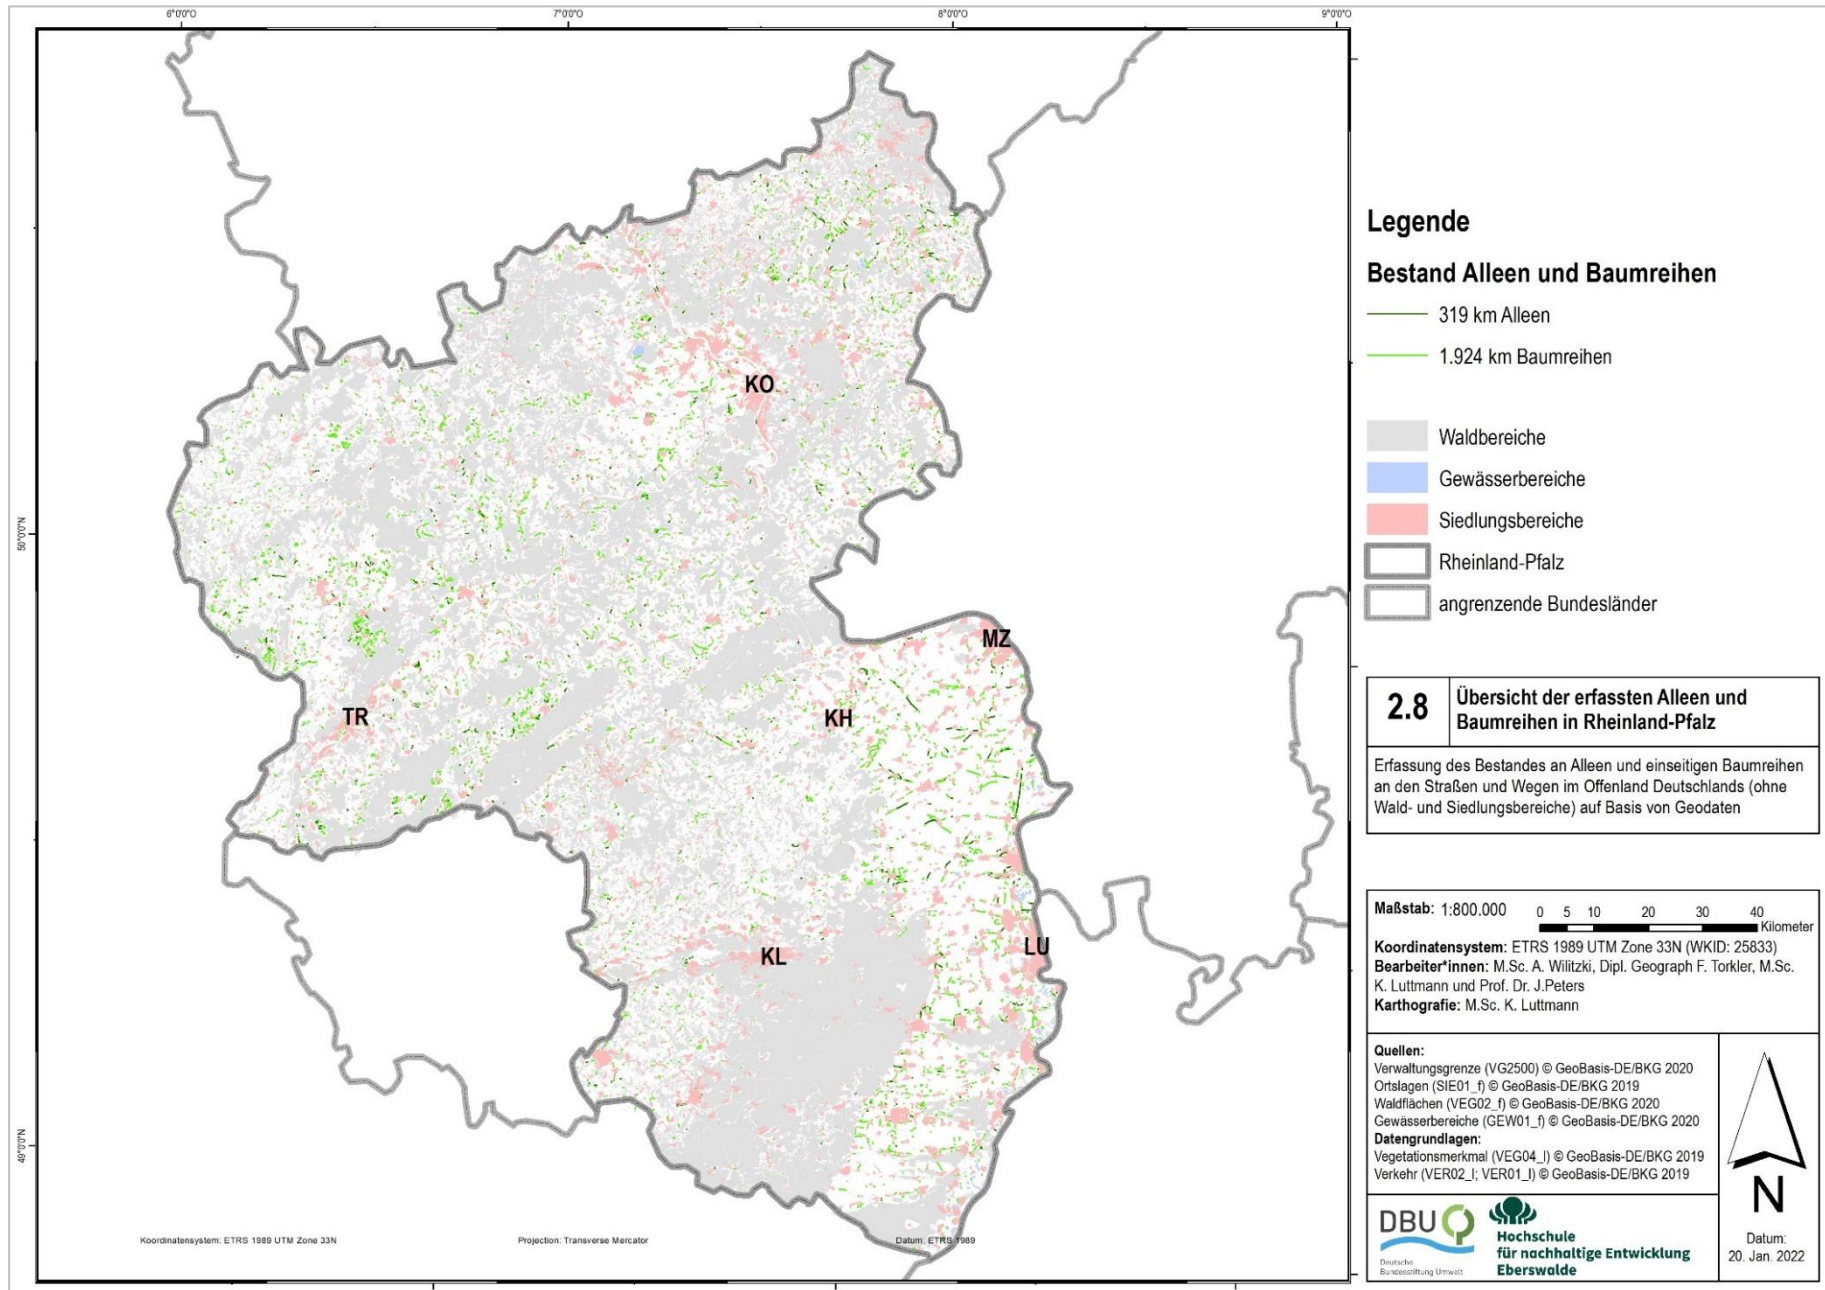 6°0'0"O
7°0'0"O
8°0'0"O
9°0'0"O
50°0'0"N
49°0'0"N
KO
MZ
TR
KH
KL
LU
Koordinatensystem: ETRS 1989 UTM Zone 33N
Projection: Transverse Mercator
Datum: ETRS 1989
Legende
Bestand Alleen und Baumreihen
319 km Alleen
1.924 km Baumreihen
Waldbereiche
Gewässerbereiche
Siedlungsbereiche
Rheinland-Pfalz
angrenzende Bundesländer
2.8
Übersicht der erfassten Alleen und
Baumreihen in Rheinland-Pfalz
Erfassung des Bestandes an Alleen und einseitigen Baumreihen
an den Straßen und Wegen im Offenland Deutschlands (ohne
Wald- und Siedlungsbereiche) auf Basis von Geodaten
Maßstab: 1:800.000
0 5 10 20 30 40
Kilometer
Koordinatensystem: ETRS 1989 UTM Zone 33N (WKID: 25833)
Bearbeiter*innen: M.Sc. A. Wilitzki, Dipl. Geograph F. Torkler, M.Sc.
K. Luttmann und Prof. Dr. J.Peters
Karthografie: M.Sc. K. Luttmann
Quellen:
Verwaltungsgrenze (VG2500) © GeoBasis-DE/BKG 2020
Ortslagen (SIE01_f) © GeoBasis-DE/BKG 2019
Waldflächen (VEG02_f) © GeoBasis-DE/BKG 2020
Gewässerbereiche (GEW01_f) © GeoBasis-DE/BKG 2020
Datengrundlagen:
Vegetationsmerkmal (VEG04_l) © GeoBasis-DE/BKG 2019
Verkehr (VER02_l; VER01_l) © GeoBasis-DE/BKG 2019
N
Datum:
20. Jan. 2022
DBU
Deutsche
Bundesstiftung Umwelt
Hochschule
für nachhaltige Entwicklung
Eberswalde